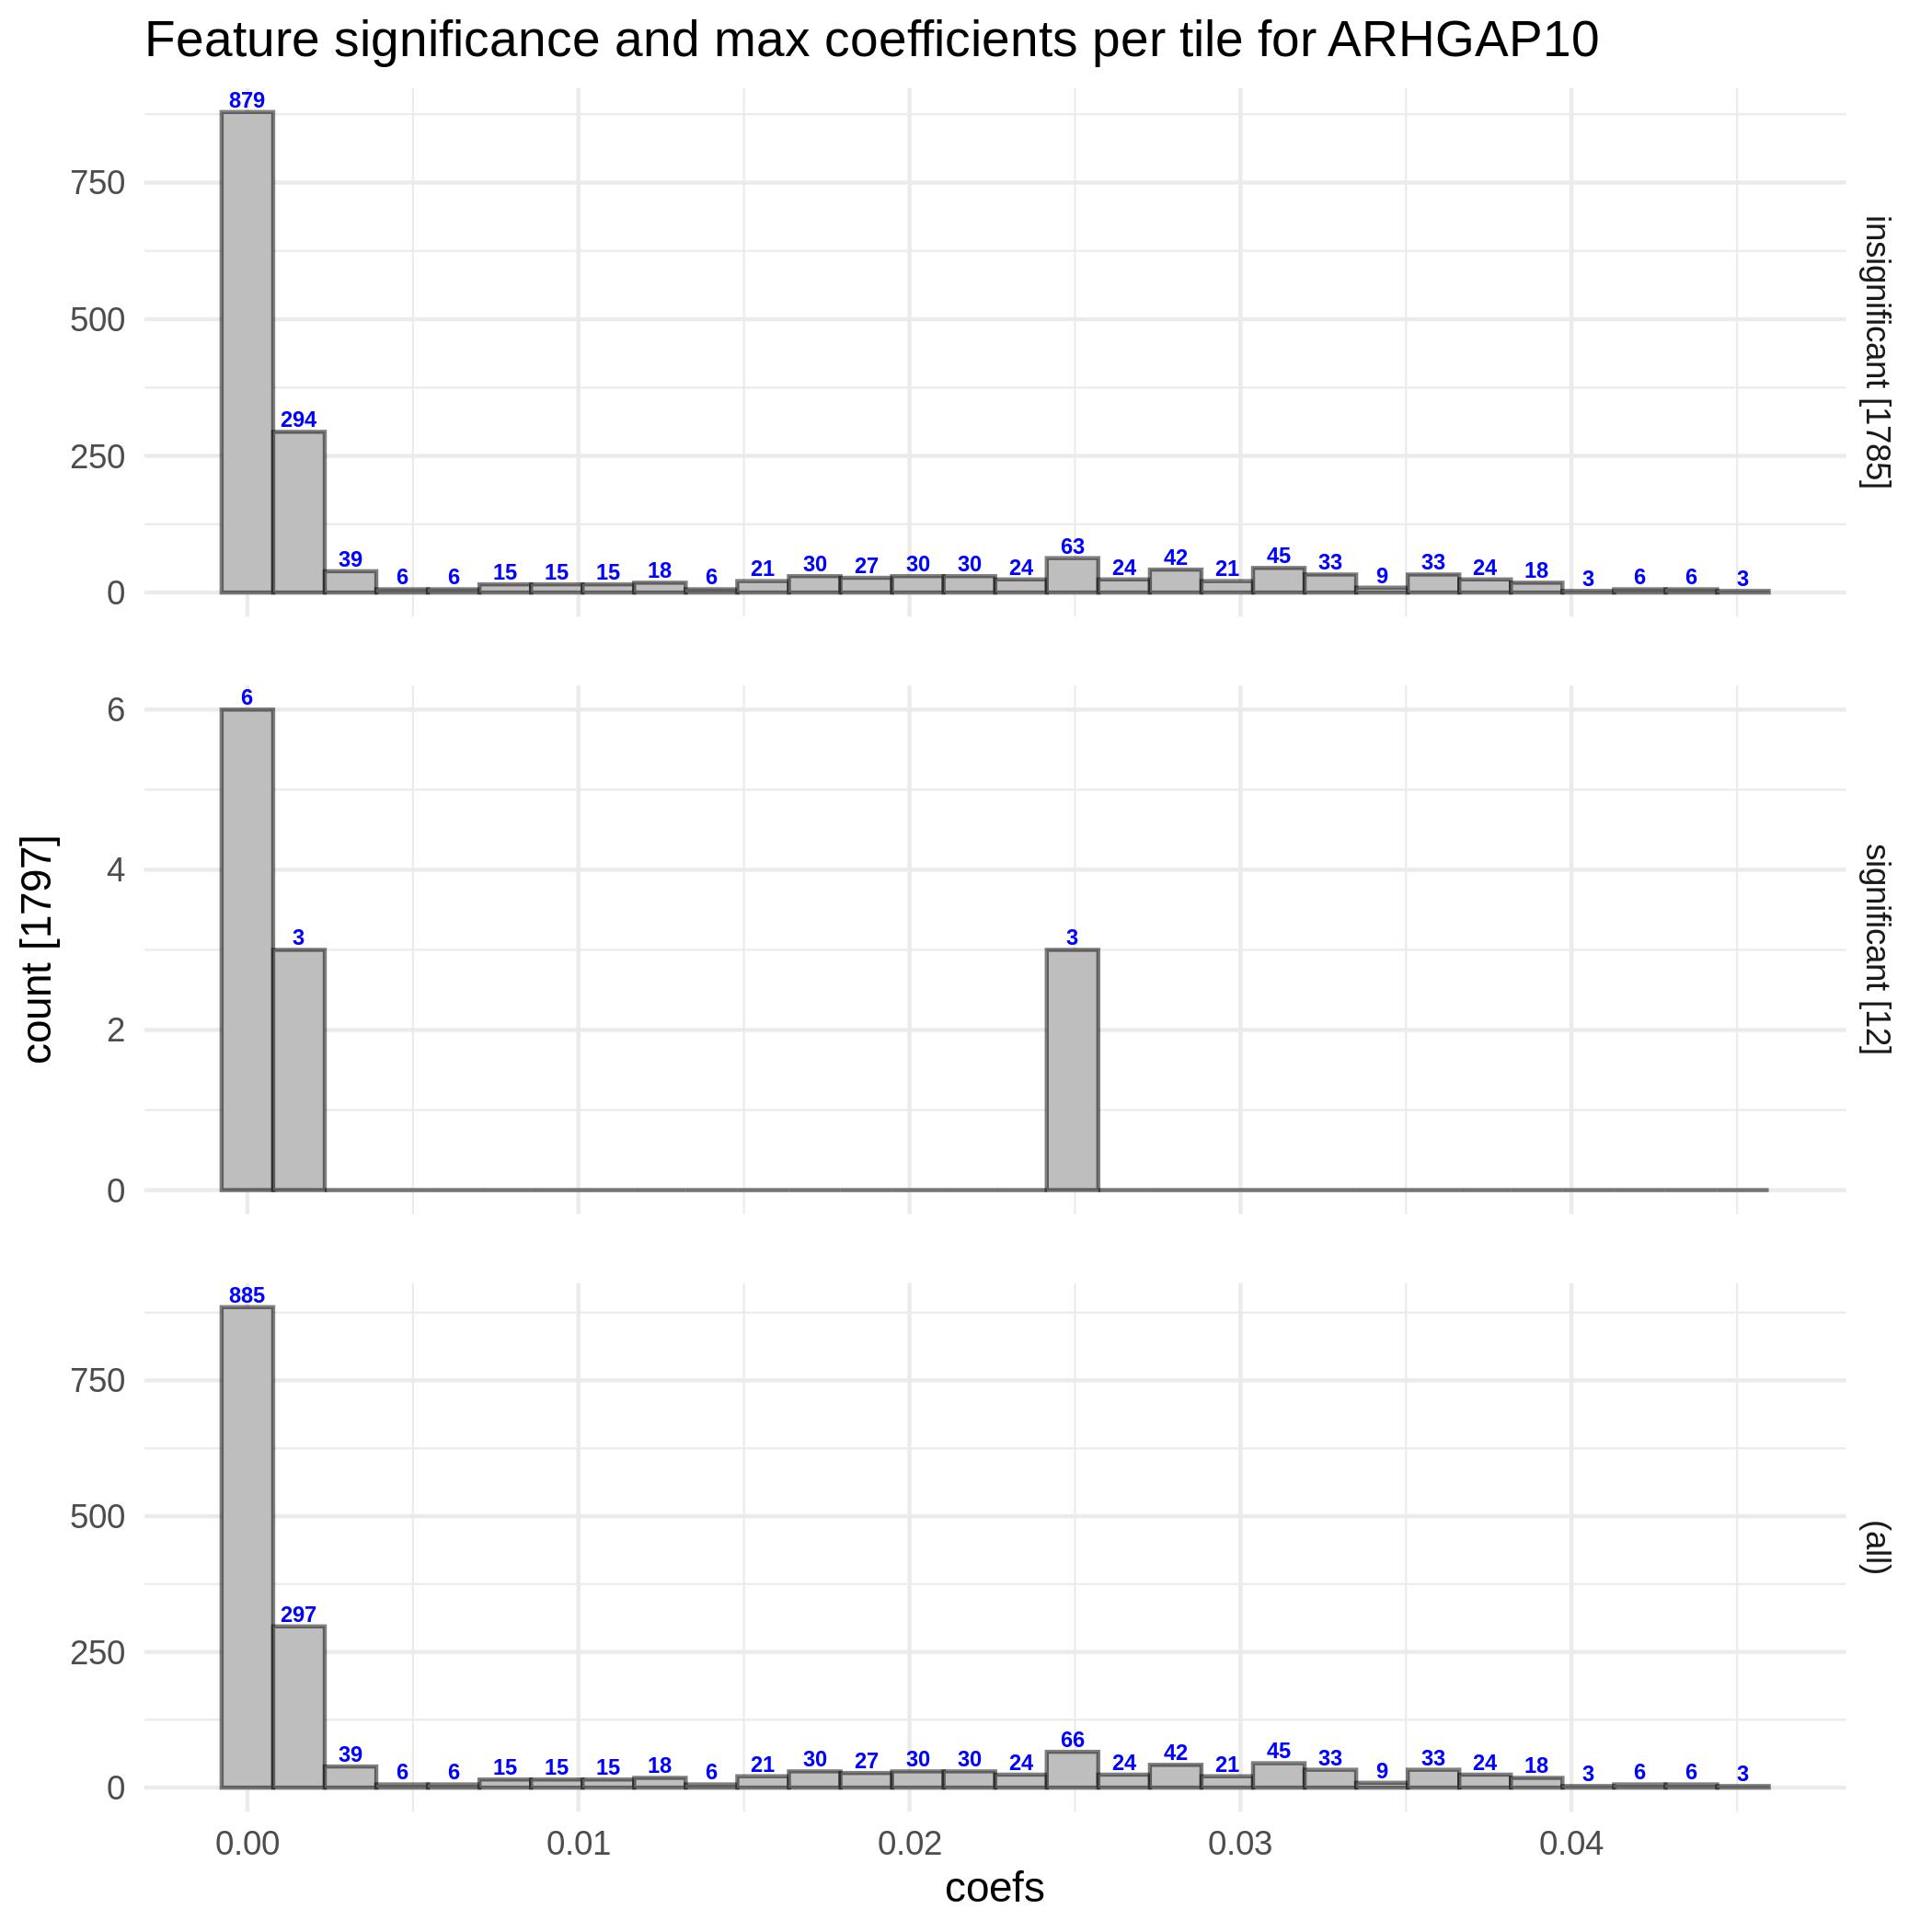 Feature significance and max coefficients per tile for ARHGAP10
879
294
39 6 6 15 15 15 18 6 21 30 27 30 30 24 63 24 42 21 45 33 9 33 24 18 3 6 6 3
750
500
250
0
insignificant [1785]
6
3
3
6
4
2
0
significant [12]
count [1797]
885
297
39 6 6 15 15 15 18 6 21 30 27 30 30 24 66 24 42 21 45 33 9 33 24 18 3 6 6 3
750
500
250
0
(all)
0.00 0.01 0.02 0.03 0.04
coefs